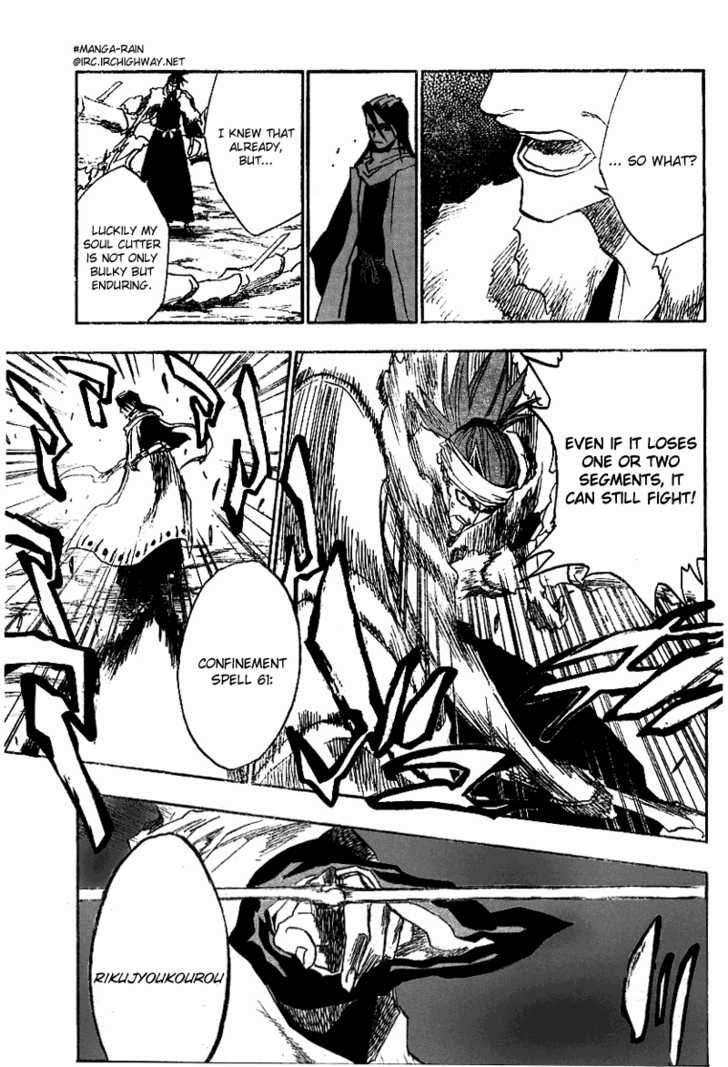 #MANGA-RAIN
@IRC.IRCHIGHWAY.NET
... SO WHAT?
I KNEW THAT
ALREADY,
BUT...
LUCKILY MY
SOUL CUTTER
IS NOT ONLY
BULKY BUT
ENDURING.
EVEN IF IT LOSES
ONE OR TWO
SEGMENTS, IT
CAN STILL FIGHT!
CONFINEMENT
SPELL 61:
RIKUJYOUKOUROU